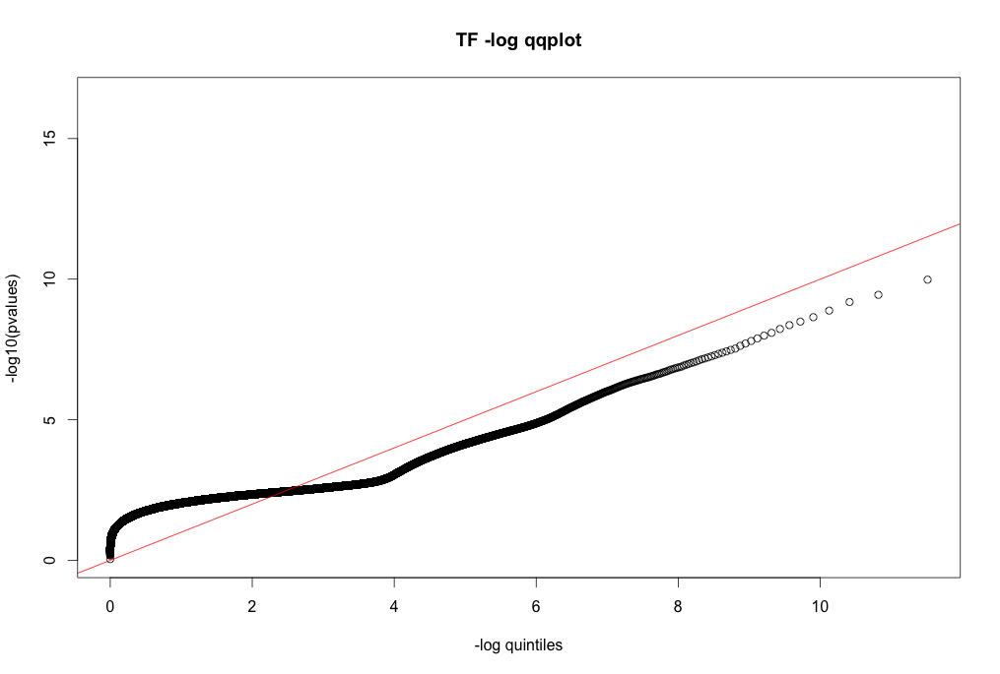 TF -log qqplot
-log10(pvalues)
15
10
5
0
0 2 4 6 8 10
-log quintiles